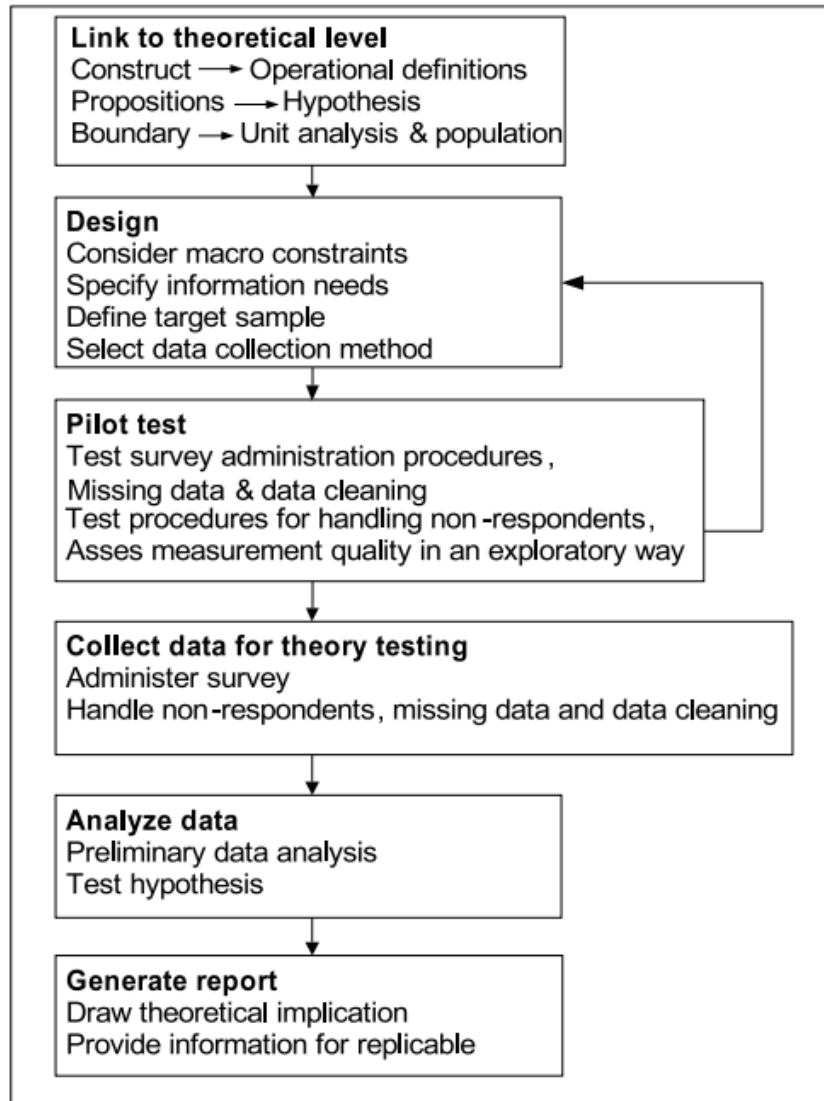 Link to theoretical level
Construct → Operational definitions
Propositions → Hypothesis
Boundary → Unit analysis & population
Design
Consider macro constraints
Specify information needs
Define target sample
Select data collection method
Pilot test
Test survey administration procedures,
Missing data & data cleaning
Test procedures for handling non-respondents,
Asses measurement quality in an exploratory way
Collect data for theory testing
Administer survey
Handle non-respondents, missing data and data cleaning
Analyze data
Preliminary data analysis
Test hypothesis
Generate report
Draw theoretical implication
Provide information for replicable